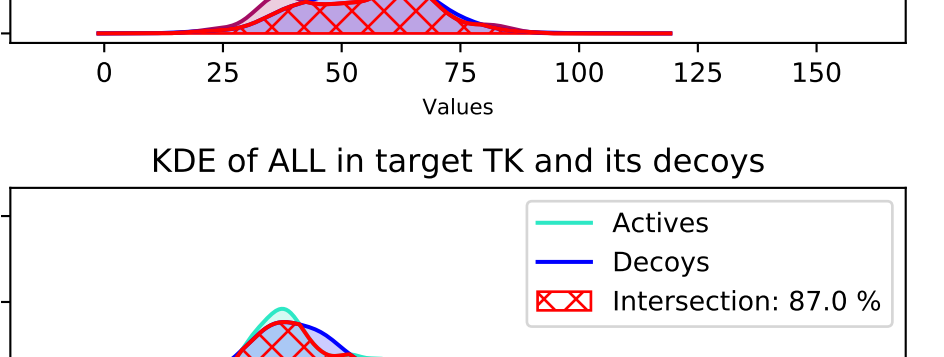 0 25 50 75 100 125 150
Values
KDE of ALL in target TK and its decoys
Actives
Decoys
Intersection: 87.0 %